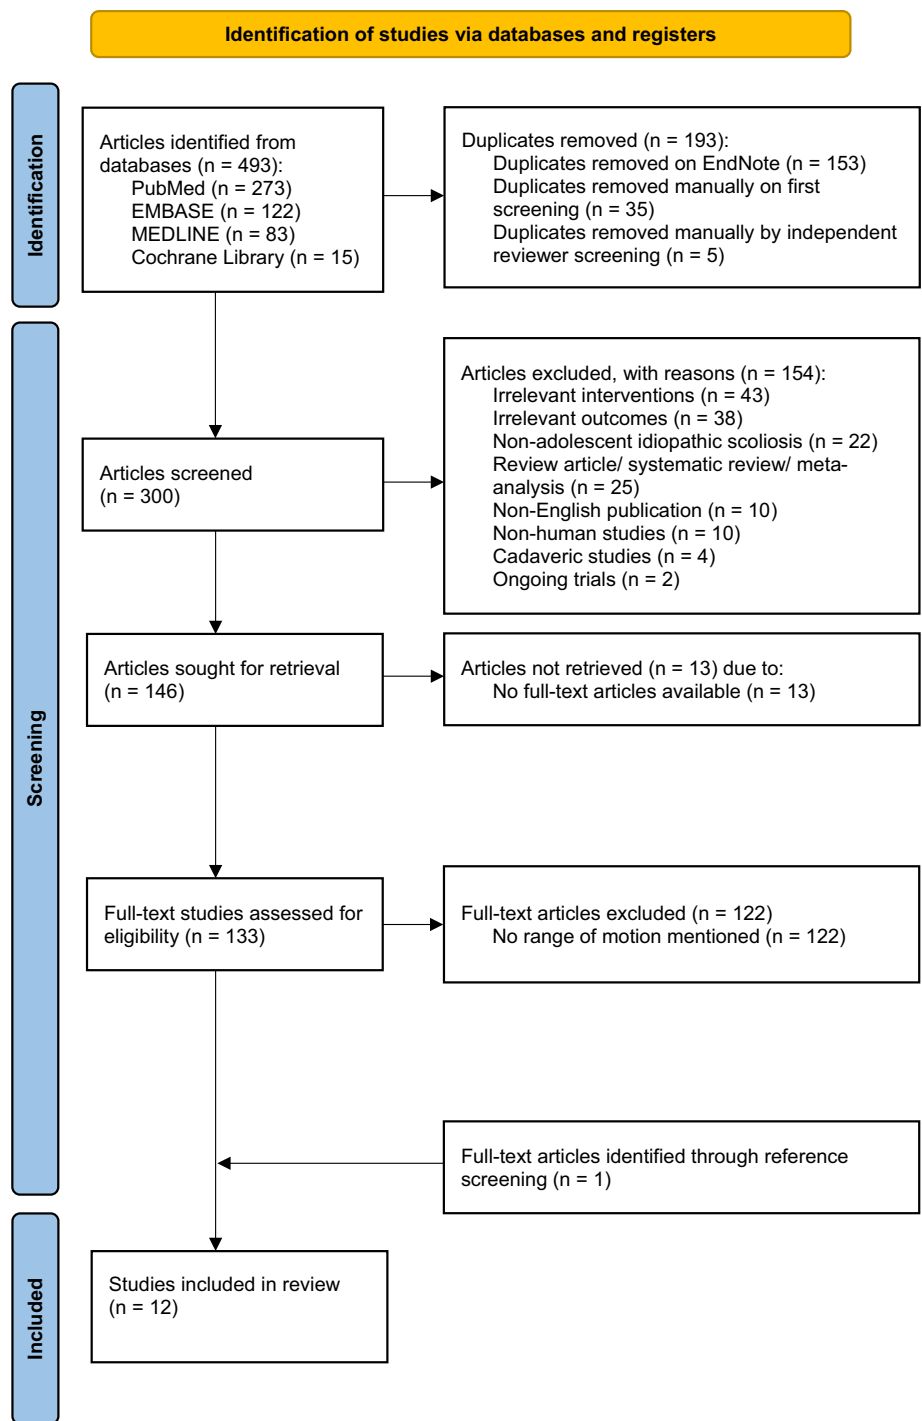 Identification of studies via databases and registers
Identification
Articles identified from
databases (n = 493):
PubMed (n = 273)
EMBASE (n = 122)
MEDLINE (n = 83)
Cochrane Library (n = 15)
Duplicates removed (n = 193):
Duplicates removed on EndNote (n = 153)
Duplicates removed manually on first
screening (n = 35)
Duplicates removed manually by independent
reviewer screening (n = 5)
Screening
Articles screened
(n = 300)
Articles excluded, with reasons (n = 154):
Irrelevant interventions (n = 43)
Irrelevant outcomes (n = 38)
Non-adolescent idiopathic scoliosis (n = 22)
Review article/ systematic review/ meta-
analysis (n = 25)
Non-English publication (n = 10)
Non-human studies (n = 10)
Cadaveric studies (n = 4)
Ongoing trials (n = 2)
Articles sought for retrieval
(n = 146)
Articles not retrieved (n = 13) due to:
No full-text articles available (n = 13)
Full-text studies assessed for
eligibility (n = 133)
Full-text articles excluded (n = 122)
No range of motion mentioned (n = 122)
Full-text articles identified through reference
screening (n = 1)
Included
Studies included in review
(n = 12)